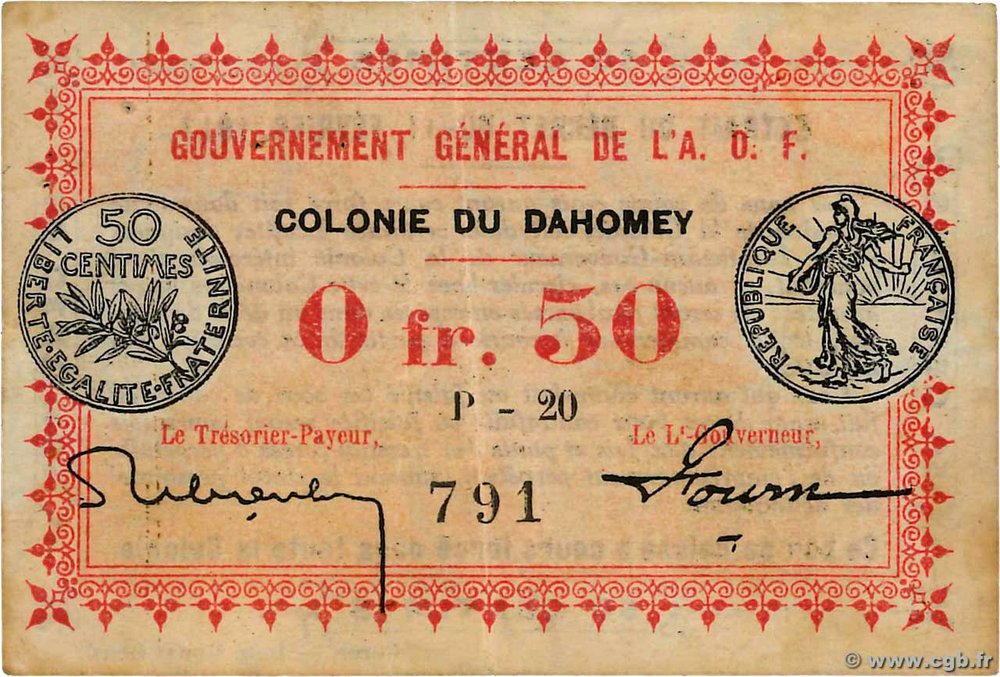 GOUVERNEMENT GÉNÉRAL DE L'A. O. F.
COLONIE DU DAHOMEY
50
CENTIMES
LIBERTE·EGALITE·FRATERNITE
REPUBLIQUE FRANÇAISE
0 fr. 50
P - 20
Le Trésorier-Payeur,
Le Lt-Gouverneur,
791
© www.cgb.fr